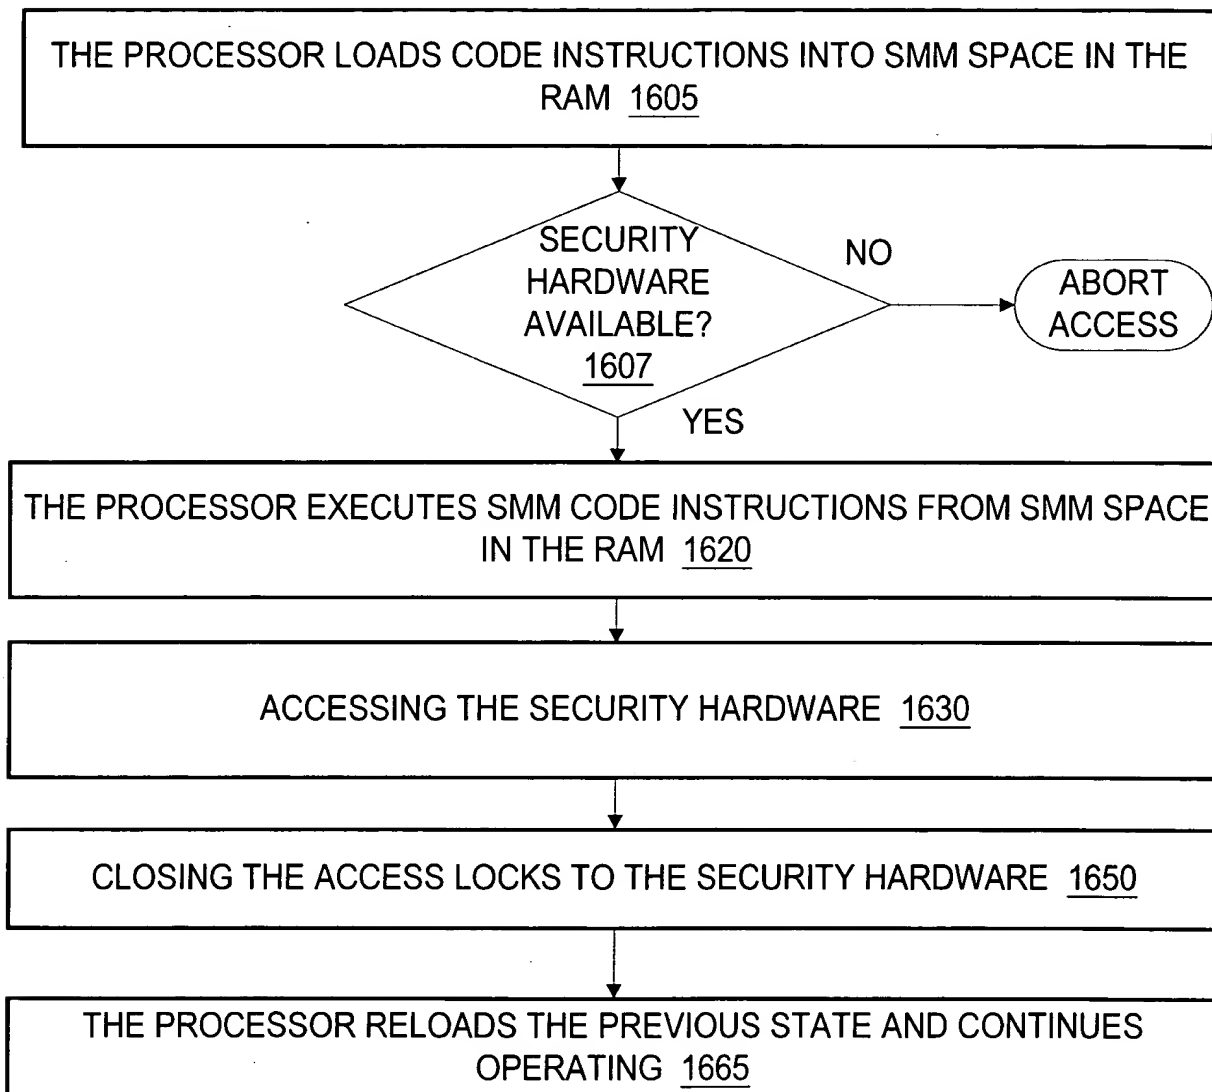 THE PROCESSOR LOADS CODE INSTRUCTIONS INTO SMM SPACE IN THE
RAM 1605
SECURITY
HARDWARE
AVAILABLE?
1607
NO
ABORT
ACCESS
YES
THE PROCESSOR EXECUTES SMM CODE INSTRUCTIONS FROM SMM SPACE
IN THE RAM 1620
ACCESSING THE SECURITY HARDWARE 1630
CLOSING THE ACCESS LOCKS TO THE SECURITY HARDWARE 1650
THE PROCESSOR RELOADS THE PREVIOUS STATE AND CONTINUES
OPERATING 1665